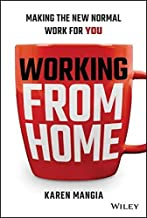 MAKING THE NEW NORMAL
WORK FOR YOU
WORKING
FROM
HOME
KAREN MANGIA
WILEY